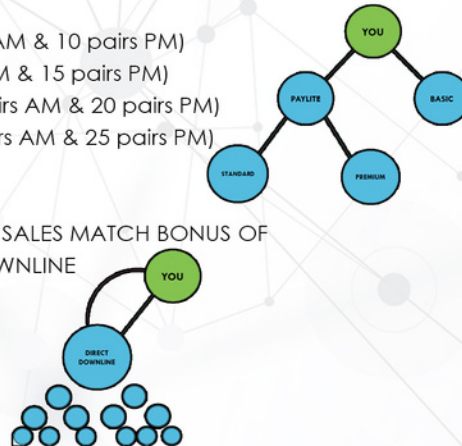 AM & 10 pairs PM)
M & 15 pairs PM)
rs AM & 20 pairs PM)
s AM & 25 pairs PM)
YOU
PAYLITE
BASIC
STANDARD
PREMIUM
SALES MATCH BONUS OF
WNLINE
YOU
DIRECT
DOWNLINE